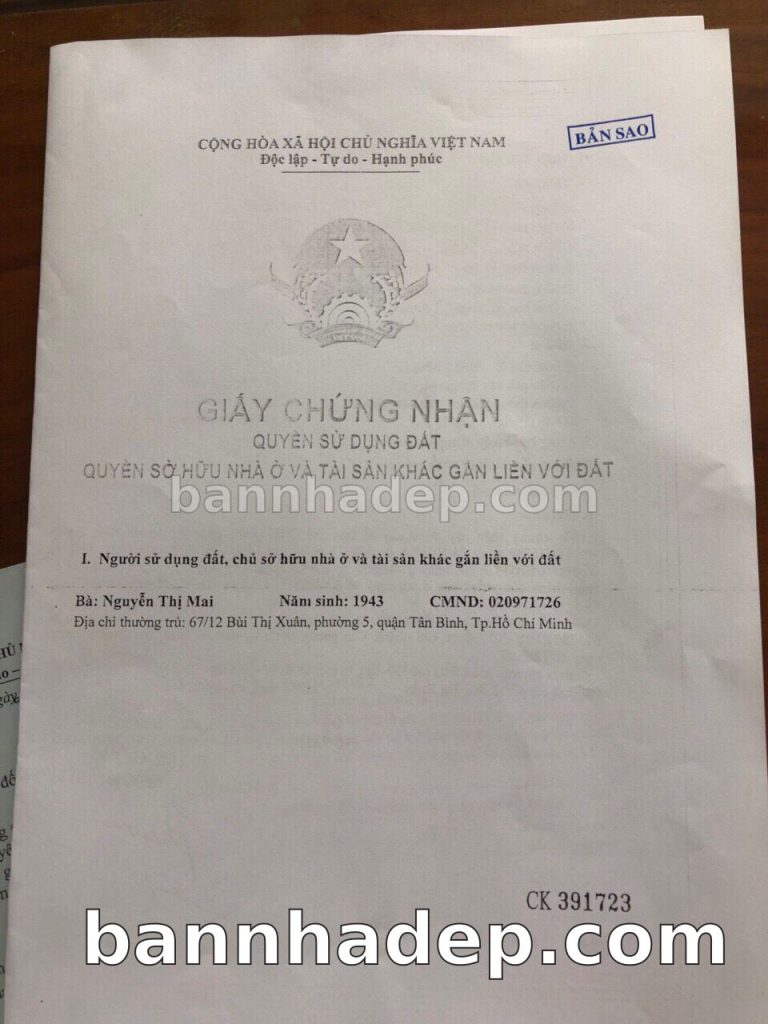 CỘNG HÒA XÃ HỘI CHỦ NGHĨA VIỆT NAM
Độc lập - Tự do - Hạnh phúc
BẢN SAO
GIẤY CHỨNG NHẬN
QUYỀN SỬ DỤNG ĐẤT
QUYỀN SỞ HỮU NHÀ Ở VÀ TÀI SẢN KHÁC GẮN LIỀN VỚI ĐẤT
bannhadep.com
I. Người sử dụng đất, chủ sở hữu nhà ở và tài sản khác gắn liền với đất
Bà: Nguyễn Thị Mai Năm sinh: 1943 CMND: 020971726
Địa chỉ thường trú: 67/12 Bùi Thị Xuân, phường 5, quận Tân Bình, Tp.Hồ Chí Minh
CK 391723
bannhadep.com